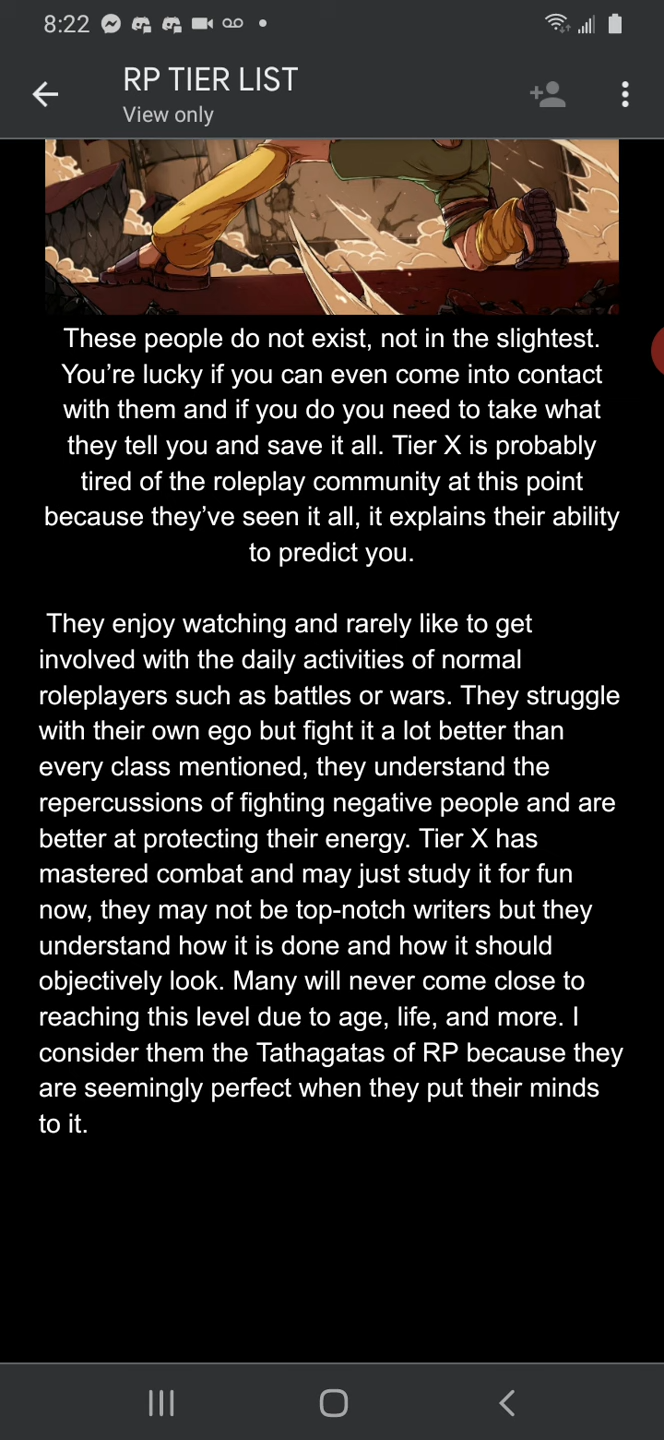 8:22
RP TIER LIST
View only
These people do not exist, not in the slightest.
You’re lucky if you can even come into contact
with them and if you do you need to take what
they tell you and save it all. Tier X is probably
tired of the roleplay community at this point
because they’ve seen it all, it explains their ability
to predict you.
They enjoy watching and rarely like to get
involved with the daily activities of normal
roleplayers such as battles or wars. They struggle
with their own ego but fight it a lot better than
every class mentioned, they understand the
repercussions of fighting negative people and are
better at protecting their energy. Tier X has
mastered combat and may just study it for fun
now, they may not be top-notch writers but they
understand how it is done and how it should
objectively look. Many will never come close to
reaching this level due to age, life, and more. I
consider them the Tathagatas of RP because they
are seemingly perfect when they put their minds
to it.